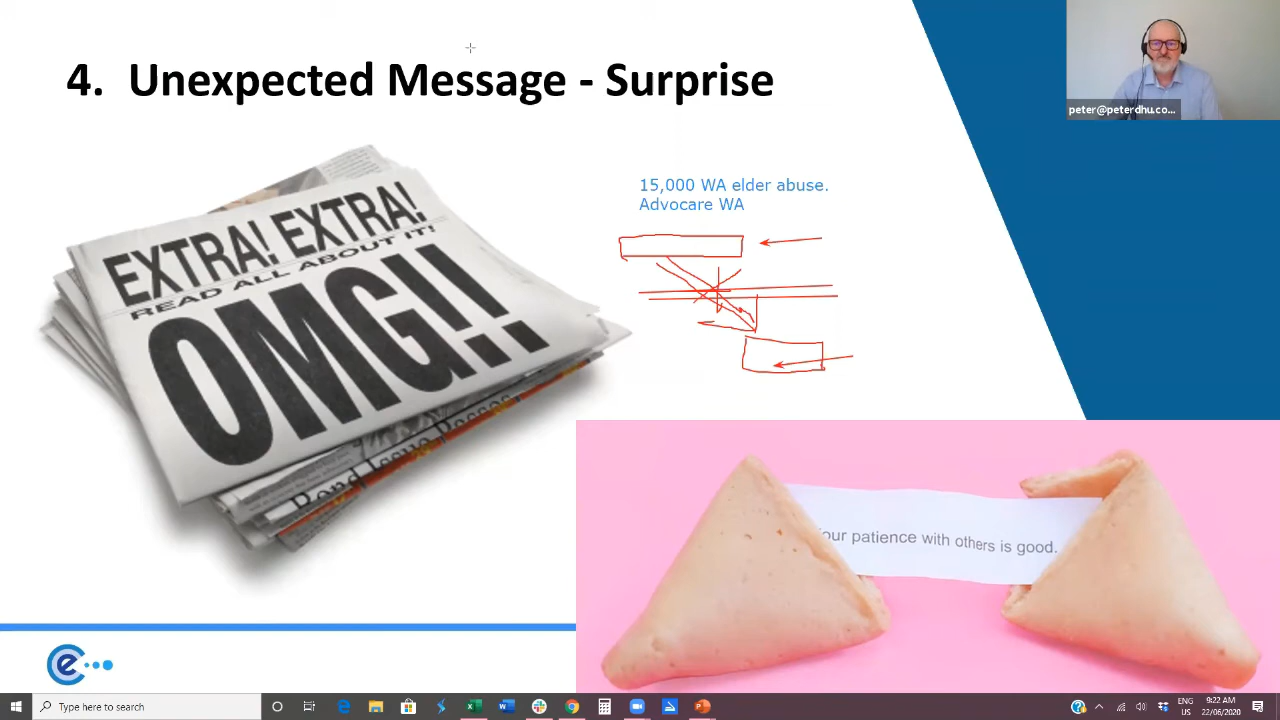 4. Unexpected Message - Surprise
peter@peterdhu.co...
15,000 WA elder abuse.
Advocare WA
EXTRA! EXTRA!
READ ALL ABOUT IT!
OMG!!
our patience with others is good.
e
Type here to search
ENG
US
9:22 AM
22/06/2020